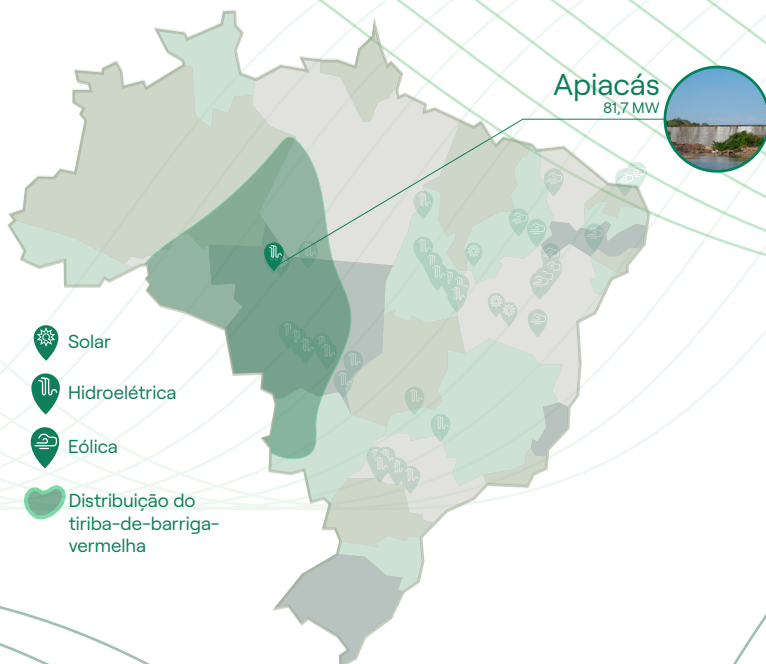 Apiacás
81,7 MW
Solar
Hidroelétrica
Eólica
Distribuição do
tiriba-de-barriga-
vermelha